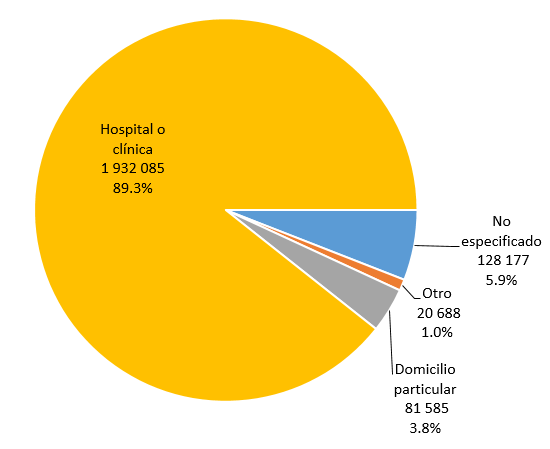 Hospital o
clínica
1 932 085
89.3%
No
especificado
128 177
5.9%
Otro
20 688
1.0%
Domicilio
particular
81 585
3.8%